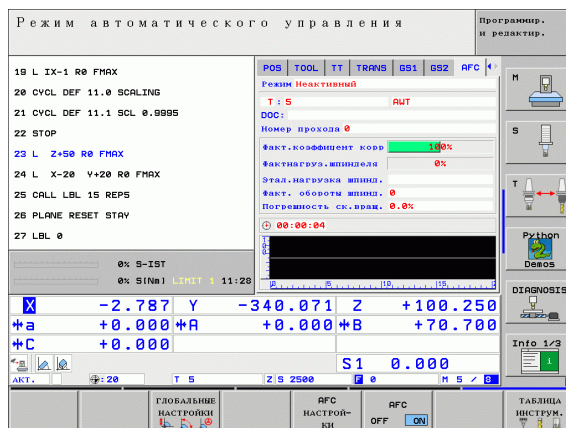 Режим автоматического управления
Программир. и редактир.
19 L IX-1 R0 FMAX
20 CYCL DEF 11.0 SCALING
21 CYCL DEF 11.1 SCL 0.9995
22 STOP
23 L Z+50 R0 FMAX
24 L X-20 Y+20 R0 FMAX
25 CALL LBL 15 REP5
26 PLANE RESET STAY
27 LBL 0
0% S-IST
0% S[Nm] LIMIT 1 11:28
POS TOOL TT TRANS GS1 GS2 AFC
Режим Неактивный
T : 5 AWT
DOC:
Номер прохода 0
Факт.коэффицент корр 100%
Фактнагруз.шпинделя 0%
Этал.нагрузка шпинд.
Факт. обороты шпинд. 0
Погрешность ск.вращ. 0.0%
00:00:04
0 5 10 15
M
S
T
Python Demos
DIAGNOSIS
Info 1/3
X -2.787 Y -340.071 Z +100.250
a +0.000 A +0.000 B +70.700
C +0.000
S1 0.000
АКТ. : 20 T 5 Z S 2500 F 0 M 5 / 8
ГЛОБАЛЬНЫЕ НАСТРОЙКИ
AFC НАСТРОЙ- КИ
AFC OFF ON
ТАБЛИЦА ИНСТРУМ.